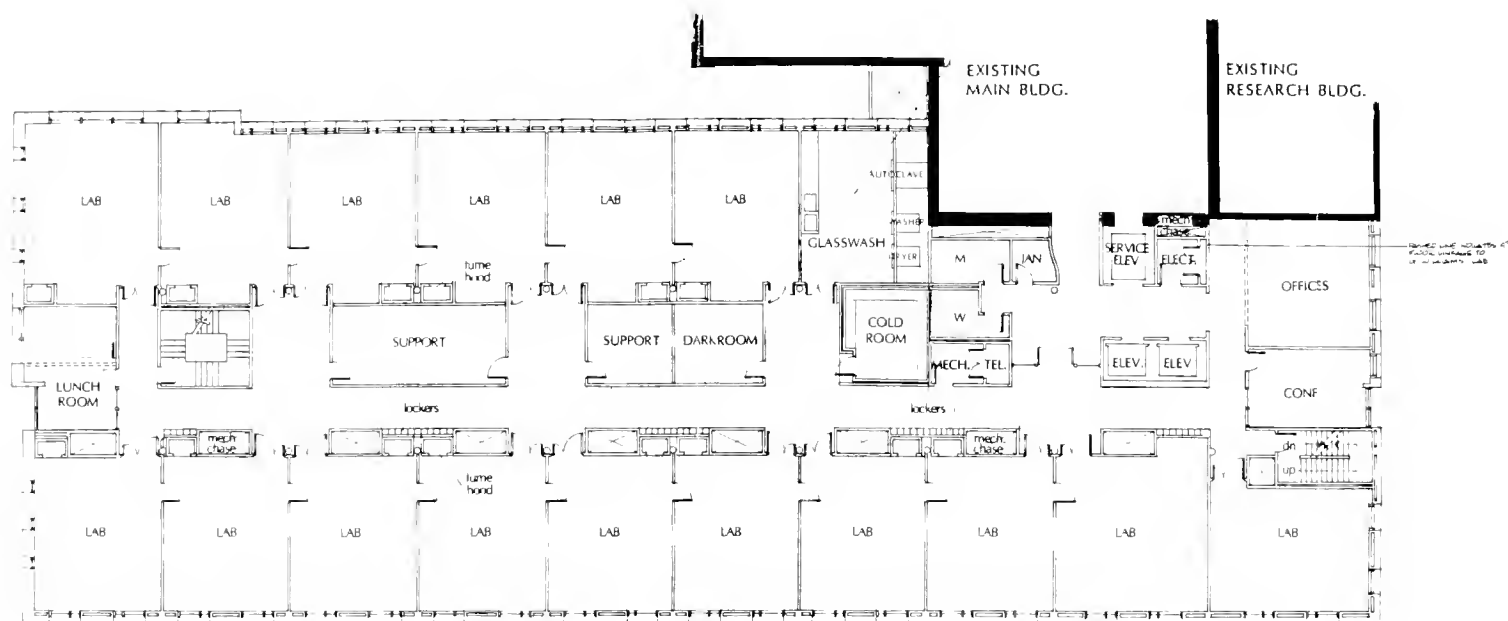 EXISTING
MAIN BLDG.
EXISTING
RESEARCH BLDG.
LAB
LAB
LAB
LAB
LAB
LAB
AUTOCLAVE
WASHER
DRYER
GLASSWASH
fume
hood
M
JAN
W
SERVICE
ELEV
mech
chase
ELECT.
OFFICES
SUPPORT
SUPPORT
DARKROOM
COLD
ROOM
MECH.
TEL.
ELEV.
ELEV
CONF
LUNCH
ROOM
lockers
lockers
mech.
chase
mech.
chase
dn
up
fume
hood
LAB
LAB
LAB
LAB
LAB
LAB
LAB
LAB
LAB
LAB